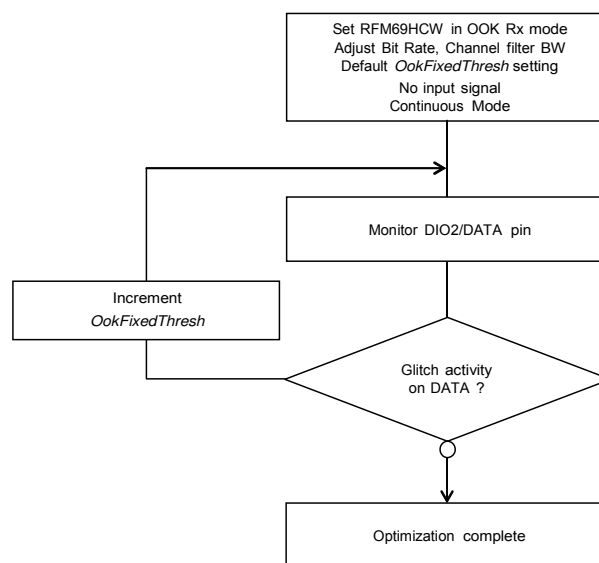 Set RFM69HCW in OOK Rx mode
Adjust Bit Rate, Channel filter BW
Default OokFixedThresh setting
No input signal
Continuous Mode
Monitor DIO2/DATA pin
Increment
OokFixedThresh
Glitch activity
on DATA ?
Optimization complete